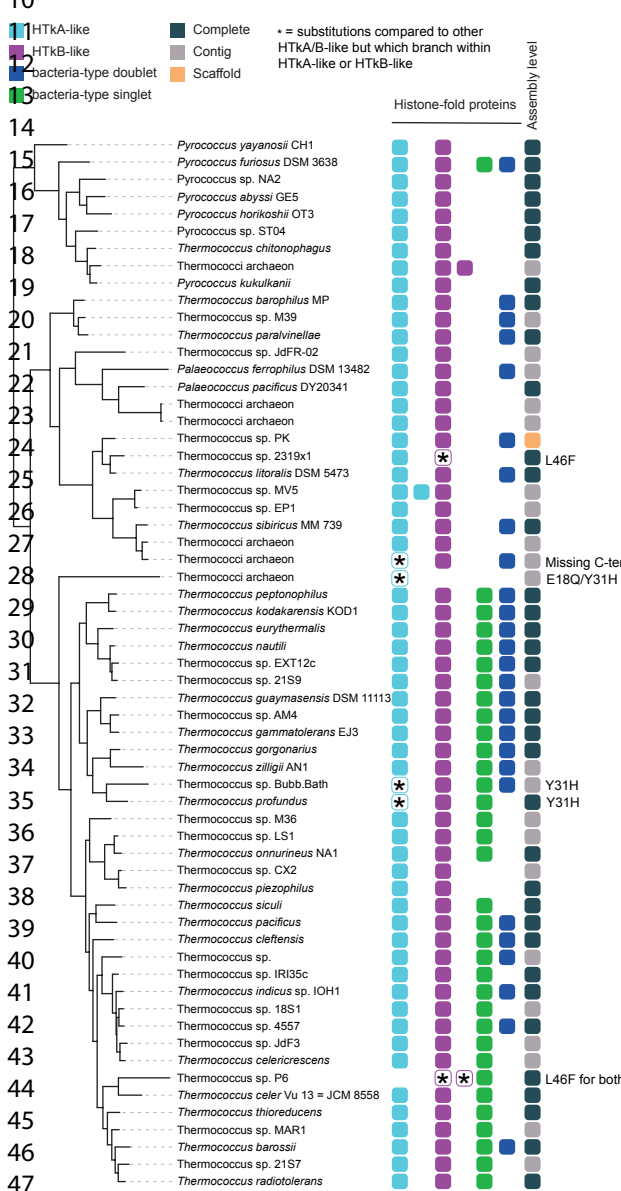 10
11
12
13
14
15
16
17
18
19
20
21
22
23
24
25
26
27
28
29
30
31
32
33
34
35
36
37
38
39
40
41
42
43
44
45
46
47
HTkA-like
HTkB-like
bacteria-type doublet
bacteria-type singlet
Complete
Contig
Scaffold
* = substitutions compared to other
HTkA/B-like but which branch within
HTkA-like or HTkB-like
Histone-fold proteins
Assembly level
Pyrococcus yayanosii CH1
Pyrococcus furiosus DSM 3638
Pyrococcus sp. NA2
Pyrococcus abyssi GE5
Pyrococcus horikoshii OT3
Pyrococcus sp. ST04
Thermococcus chitonophagus
Thermococci archaeon
Pyrococcus kukulkanii
Thermococcus barophilus MP
Thermococcus sp. M39
Thermococcus paralvinellae
Thermococcus sp. JdFR-02
Palaeococcus ferrophilus DSM 13482
Palaeococcus pacificus DY20341
Thermococci archaeon
Thermococci archaeon
Thermococcus sp. PK
Thermococcus sp. 2319x1 * L46F
Thermococcus litoralis DSM 5473
Thermococcus sp. MV5
Thermococcus sp. EP1
Thermococcus sibiricus MM 739
Thermococci archaeon
Thermococci archaeon * Missing C-ter
Thermococci archaeon * E18Q/Y31H
Thermococcus peptonophilus
Thermococcus kodakarensis KOD1
Thermococcus eurythermalis
Thermococcus nautili
Thermococcus sp. EXT12c
Thermococcus sp. 21S9
Thermococcus guaymasensis DSM 11113
Thermococcus sp. AM4
Thermococcus gammatolerans EJ3
Thermococcus gorgonarius
Thermococcus zilligii AN1
Thermococcus sp. Bubb.Bath * Y31H
Thermococcus profundus * Y31H
Thermococcus sp. M36
Thermococcus sp. LS1
Thermococcus onnurineus NA1
Thermococcus sp. CX2
Thermococcus piezophilus
Thermococcus siculi
Thermococcus pacificus
Thermococcus cleftensis
Thermococcus sp.
Thermococcus sp. IRI35c
Thermococcus indicus sp. IOH1
Thermococcus sp. 18S1
Thermococcus sp. 4557
Thermococcus sp. JdF3
Thermococcus celericrescens
Thermococcus sp. P6 * * L46F for both
Thermococcus celer Vu 13 = JCM 8558
Thermococcus thioreducens
Thermococcus sp. MAR1
Thermococcus barossii
Thermococcus sp. 21S7
Thermococcus radiotolerans